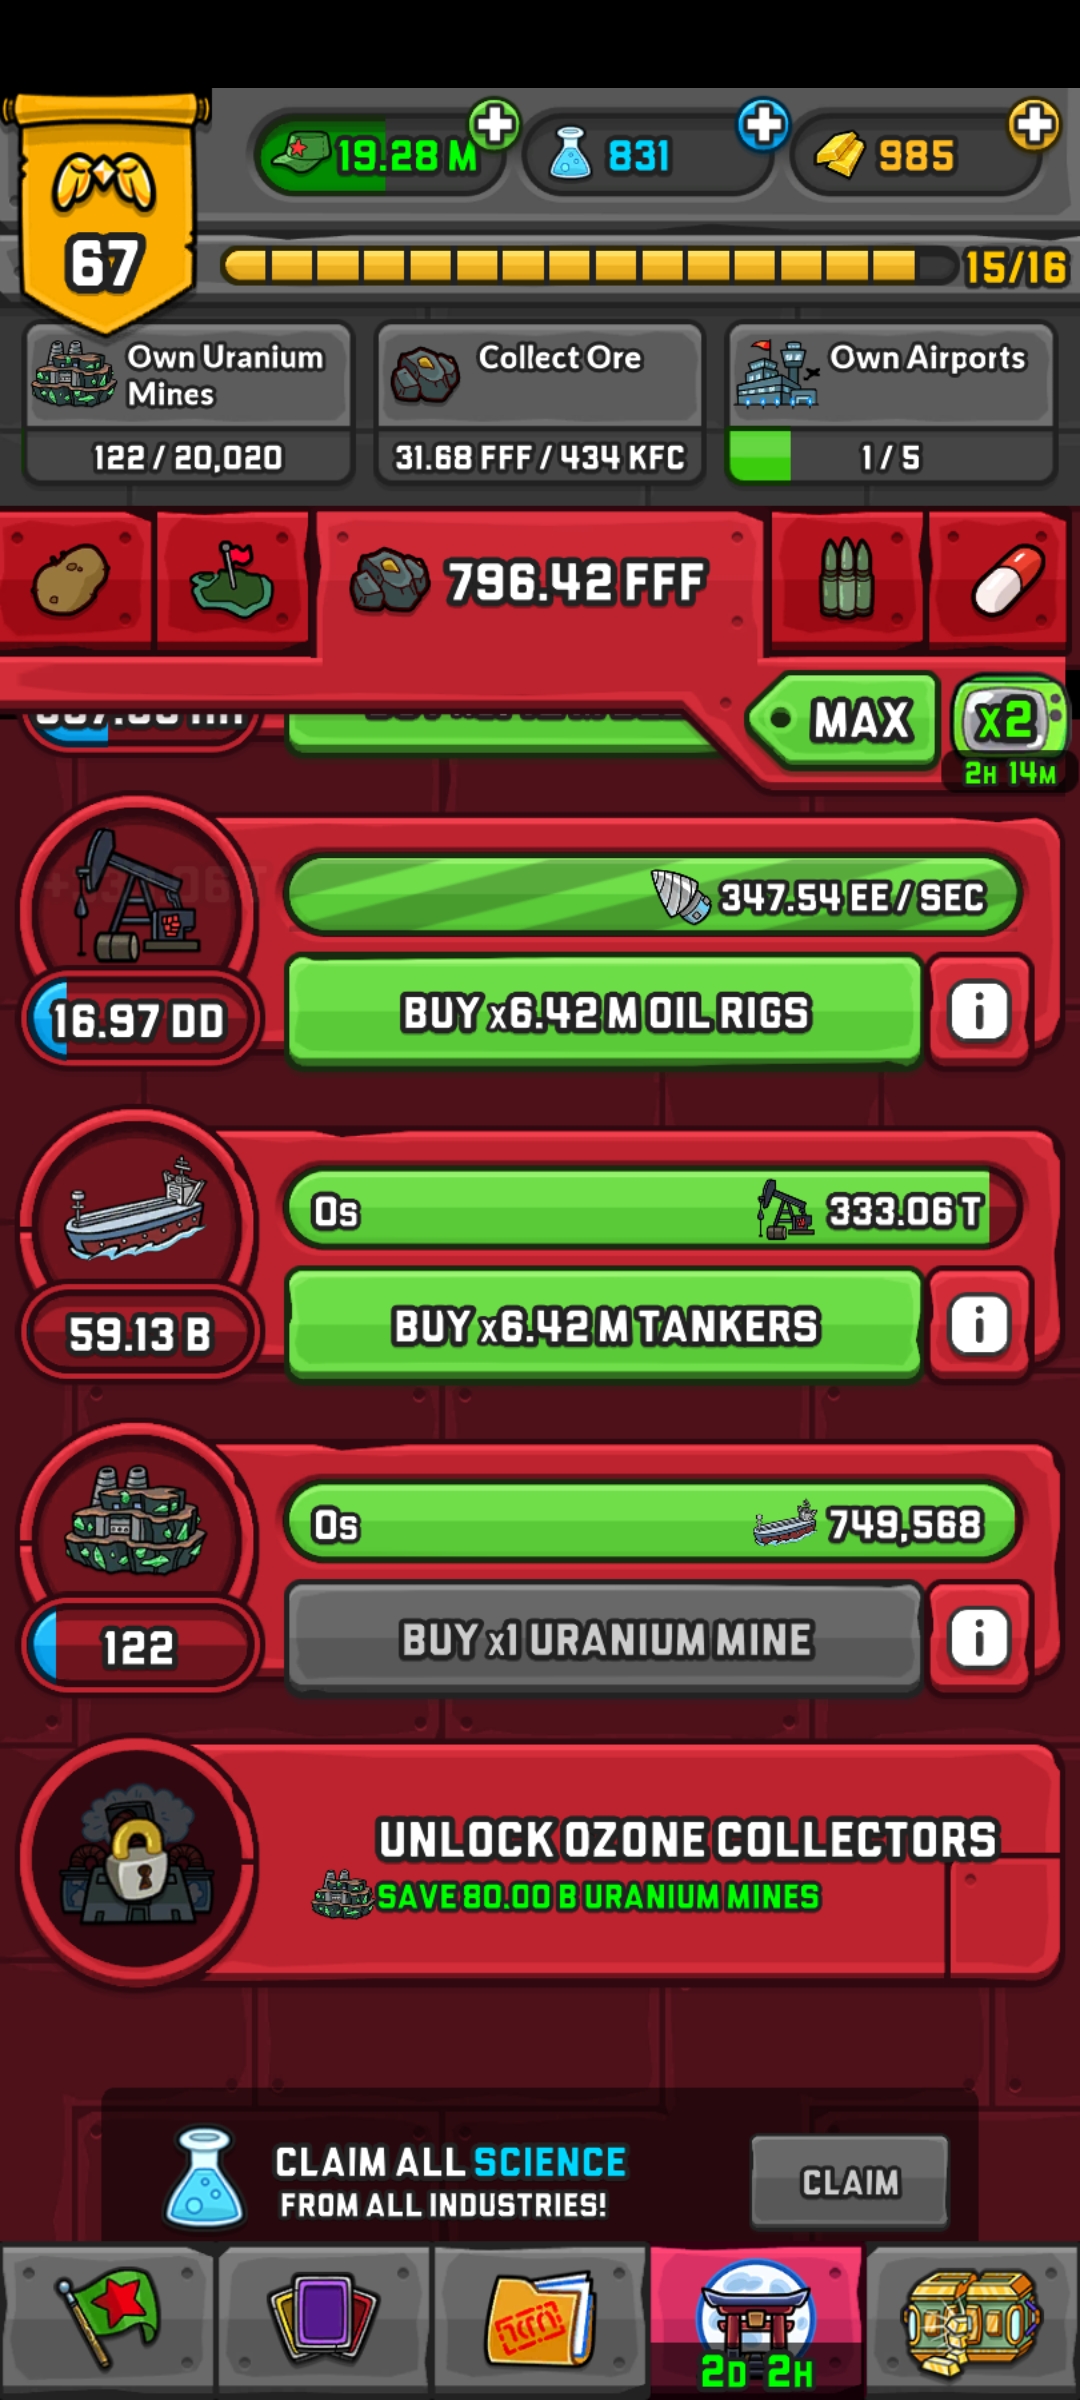 19.28 M
831
985
67
15/16
Own Uranium
Mines
122 / 20,020
Collect Ore
31.68 FFF / 434 KFC
Own Airports
1 / 5
796.42 FFF
MAX
x2
2H 14M
347.54 EE / SEC
16.97 DD
BUY x6.42 M OIL RIGS
i
0s
333.06 T
59.13 B
BUY x6.42 M TANKERS
i
0s
749,568
122
BUY x1 URANIUM MINE
i
UNLOCK OZONE COLLECTORS
SAVE 80.00 B URANIUM MINES
CLAIM ALL SCIENCE
FROM ALL INDUSTRIES!
CLAIM
2D 2H